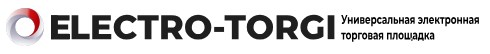 ELECTRO-TORGI
Универсальная электронная
торговая площадка